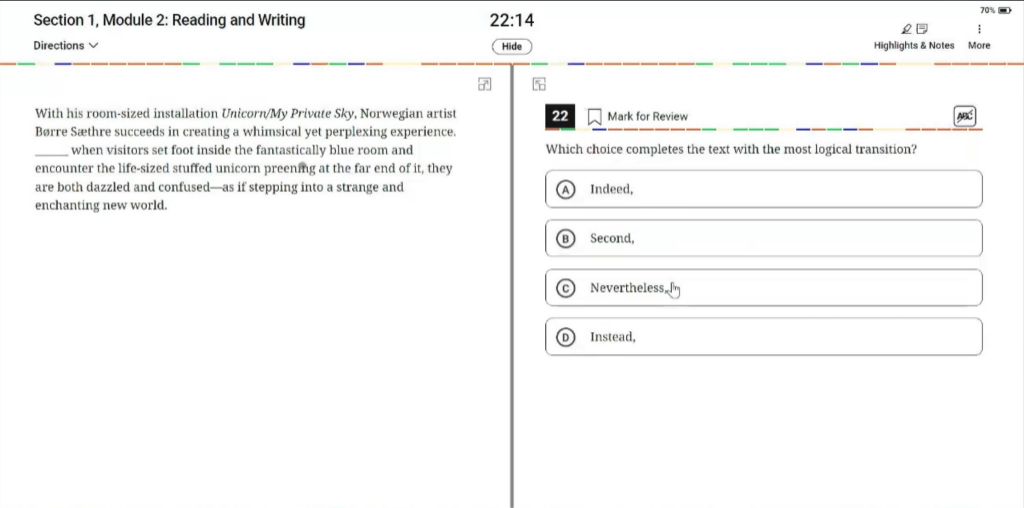 70%
Section 1, Module 2: Reading and Writing
22:14
Directions
Hide
Highlights & Notes
More
With his room-sized installation Unicorn/My Private Sky, Norwegian artist
Børre Sæthre succeeds in creating a whimsical yet perplexing experience.
_____ when visitors set foot inside the fantastically blue room and
encounter the life-sized stuffed unicorn preening at the far end of it, they
are both dazzled and confused—as if stepping into a strange and
enchanting new world.
22
Mark for Review
ABC
Which choice completes the text with the most logical transition?
A Indeed,
B Second,
C Nevertheless,
D Instead,